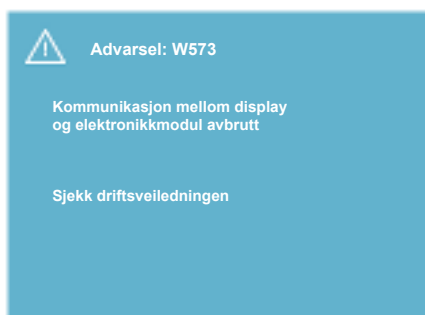 Advarsel: W573
Kommunikasjon mellom display
og elektronikkmodul avbrutt
Sjekk driftsveiledningen